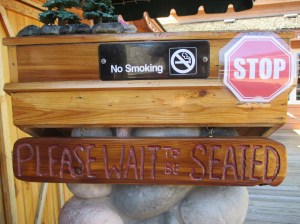 No Smoking
STOP
PLEASE WAIT TO BE SEATED